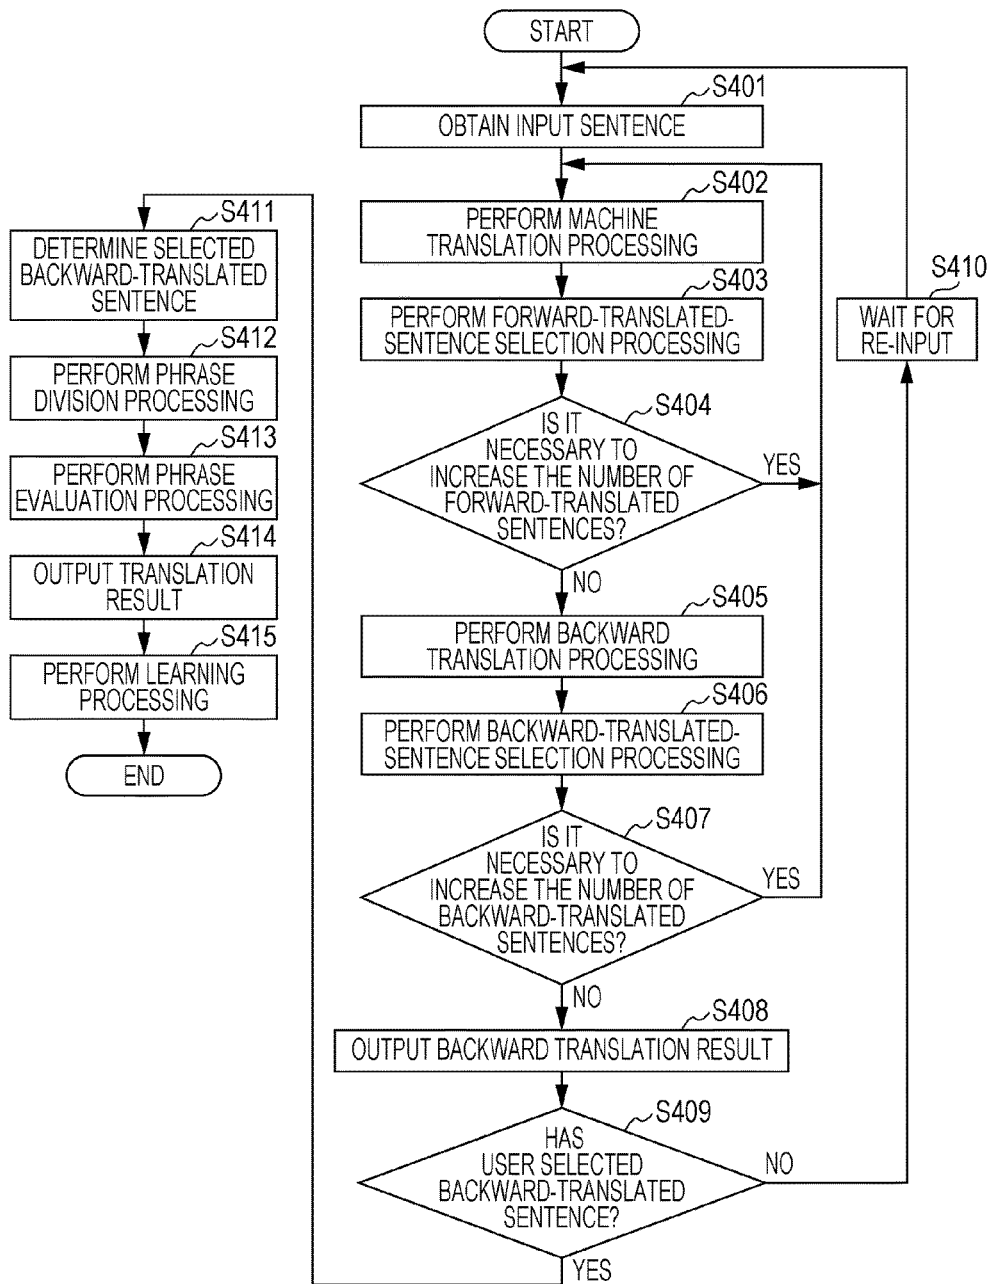 START
S401
OBTAIN INPUT SENTENCE
S402
PERFORM MACHINE
TRANSLATION PROCESSING
S403
PERFORM FORWARD-TRANSLATED-
SENTENCE SELECTION PROCESSING
S404
IS IT
NECESSARY TO
INCREASE THE NUMBER OF
FORWARD-TRANSLATED
SENTENCES?
YES
NO
S405
PERFORM BACKWARD
TRANSLATION PROCESSING
S406
PERFORM BACKWARD-TRANSLATED-
SENTENCE SELECTION PROCESSING
S407
IS IT
NECESSARY TO
INCREASE THE NUMBER OF
BACKWARD-TRANSLATED
SENTENCES?
YES
NO
S408
OUTPUT BACKWARD TRANSLATION RESULT
S409
HAS
USER SELECTED
BACKWARD-TRANSLATED
SENTENCE?
NO
YES
S410
WAIT FOR
RE-INPUT
S411
DETERMINE SELECTED
BACKWARD-TRANSLATED
SENTENCE
S412
PERFORM PHRASE
DIVISION PROCESSING
S413
PERFORM PHRASE
EVALUATION PROCESSING
S414
OUTPUT TRANSLATION
RESULT
S415
PERFORM LEARNING
PROCESSING
END